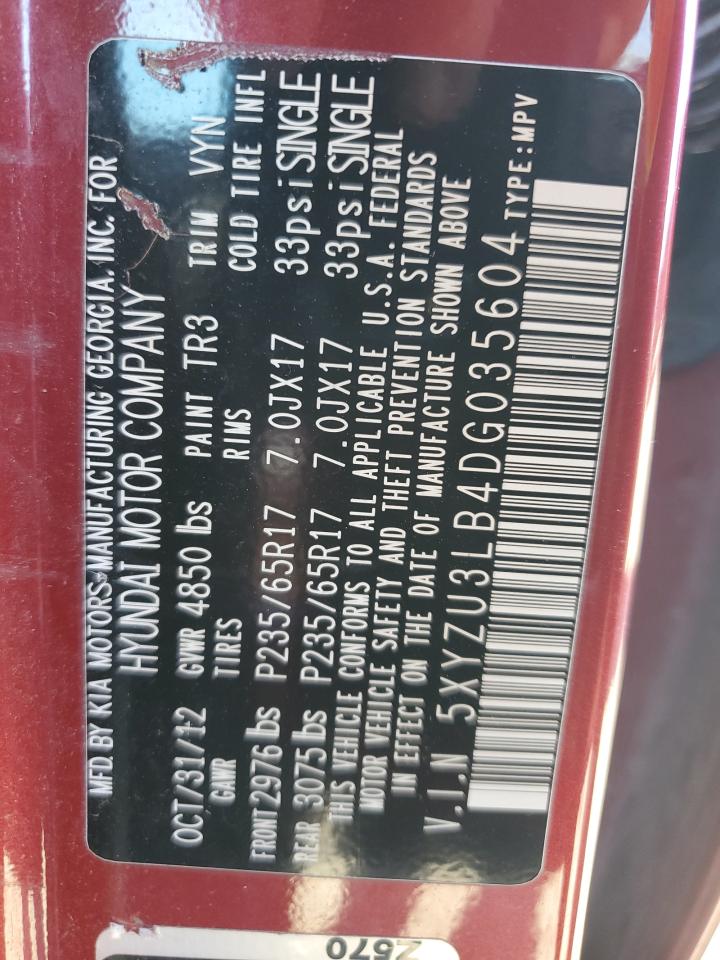 MFD. BY KIA MOTORS MANUFACTURING GEORGIA, INC. FOR
HYUNDAI MOTOR COMPANY
OCT/31/12 GVWR 4850 lbs PAINT TR3 TRIM VYN
GAWR TIRES RIMS COLD TIRE INFL
FRONT 2976 lbs P235/65R17 7.0JX17 33psi SINGLE
REAR 3075 lbs P235/65R17 7.0JX17 33psi SINGLE
THIS VEHICLE CONFORMS TO ALL APPLICABLE U.S.A. FEDERAL
MOTOR VEHICLE SAFETY AND THEFT PREVENTION STANDARDS
IN EFFECT ON THE DATE OF MANUFACTURE SHOWN ABOVE
V.I.N 5XYZU3LB4DG035604 TYPE:MPV
2570